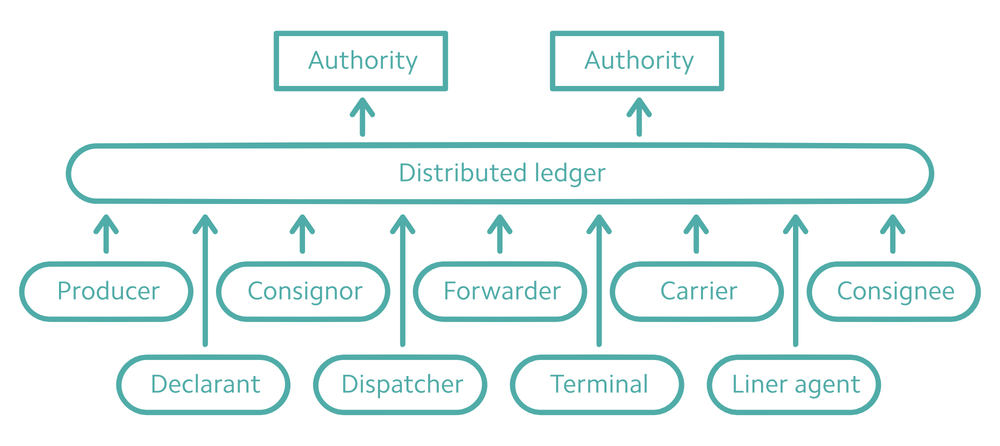 Authority
Authority
Distributed ledger
Producer
Consignor
Forwarder
Carrier
Consignee
Declarant
Dispatcher
Terminal
Liner agent